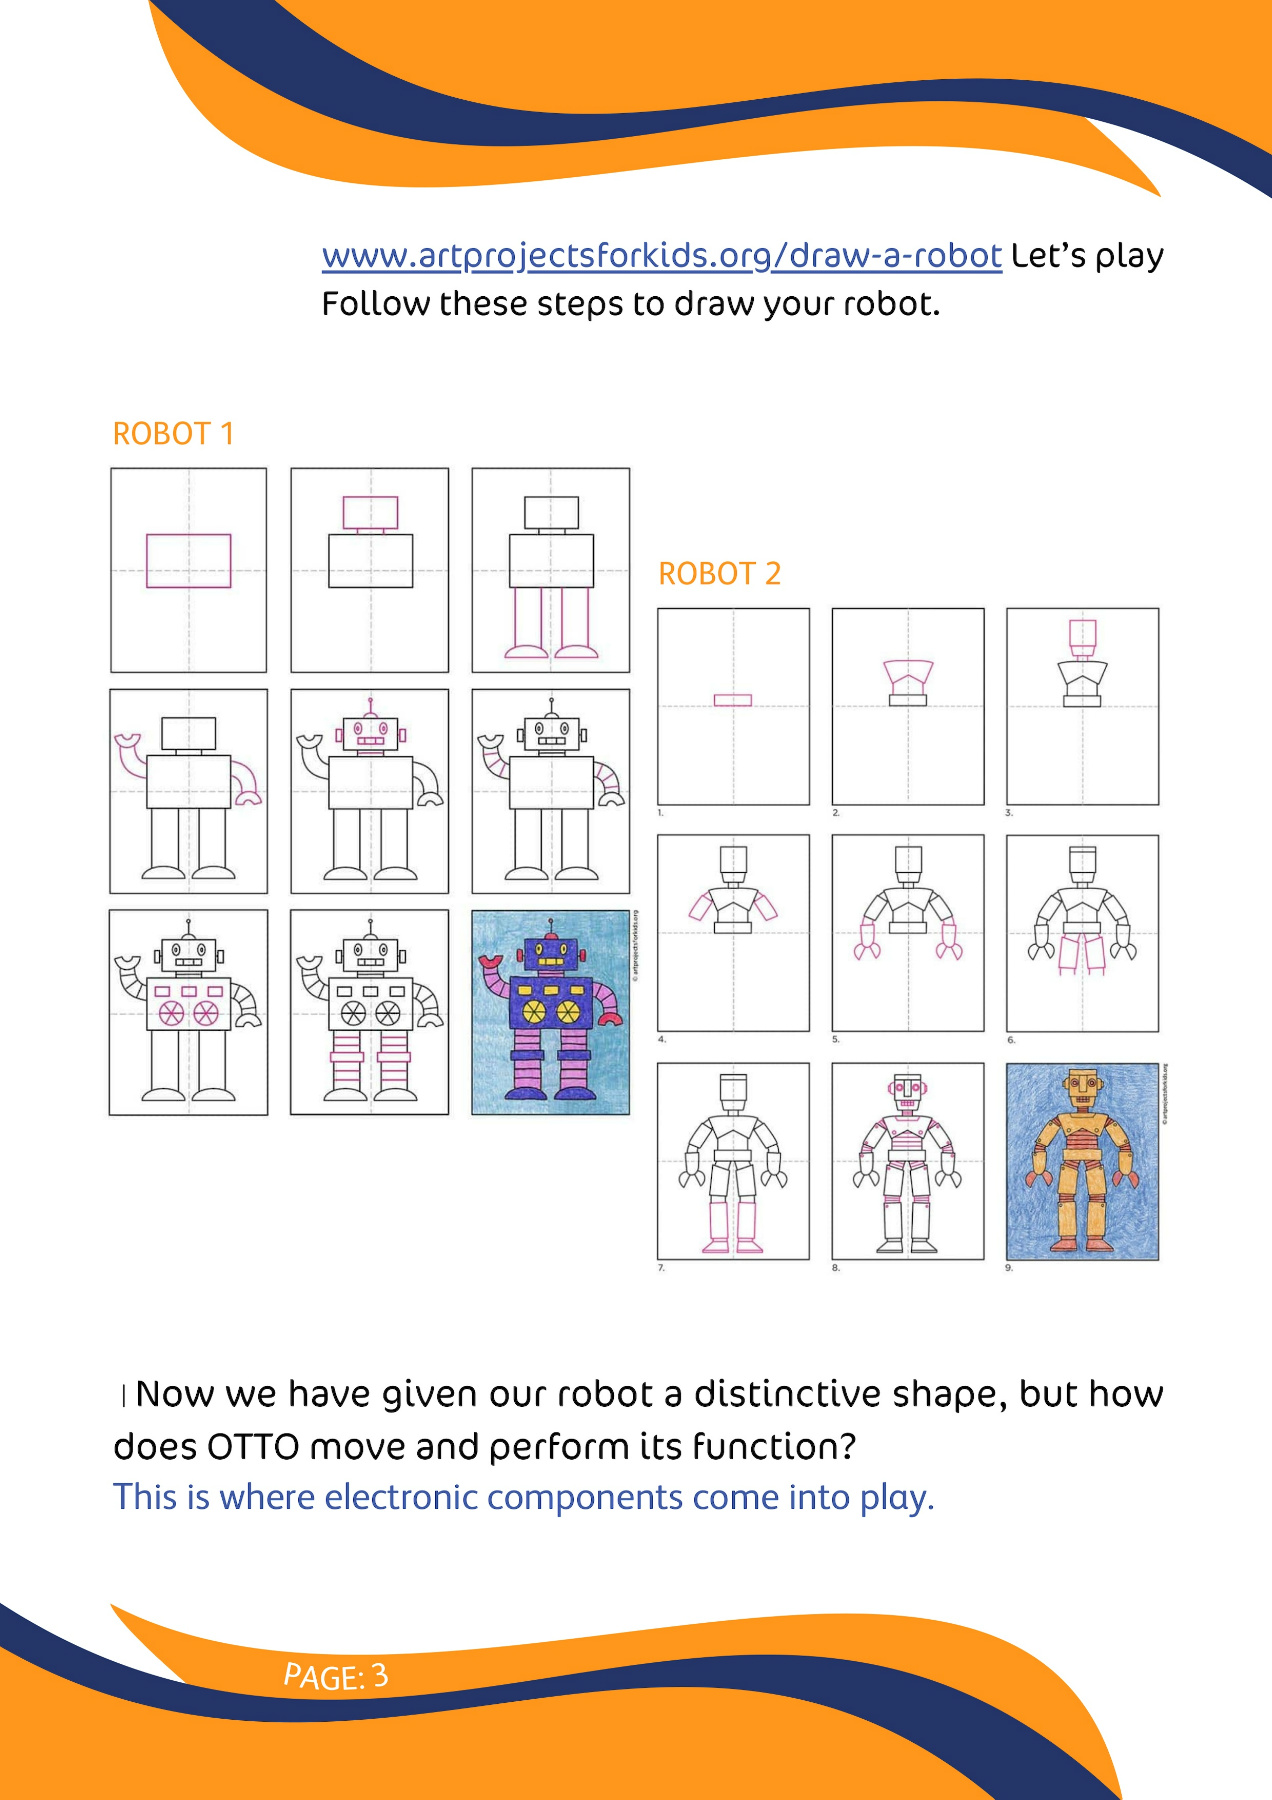 www.artprojectsforkids.org/draw-a-robot Let’s play
Follow these steps to draw your robot.
ROBOT 1
© artprojectsforkids.org
ROBOT 2
1.
2.
3.
4.
5.
6.
7.
8.
9.
© artprojectsforkids.org
Now we have given our robot a distinctive shape, but how
does OTTO move and perform its function?
This is where electronic components come into play.
PAGE: 3